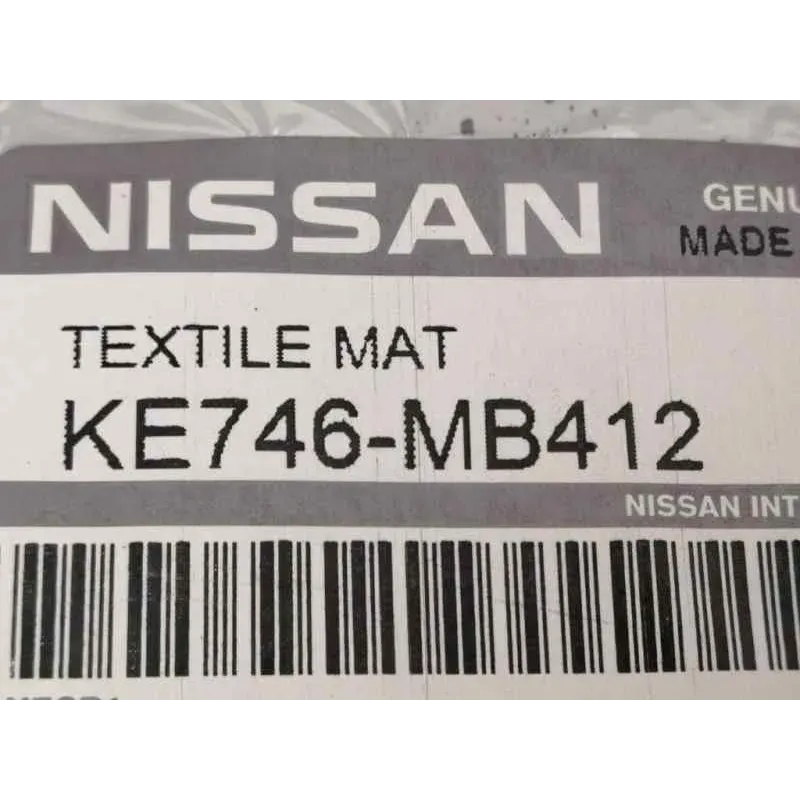 NISSAN
GENU
MADE
TEXTILE MAT
KE746-MB412
NISSAN INT